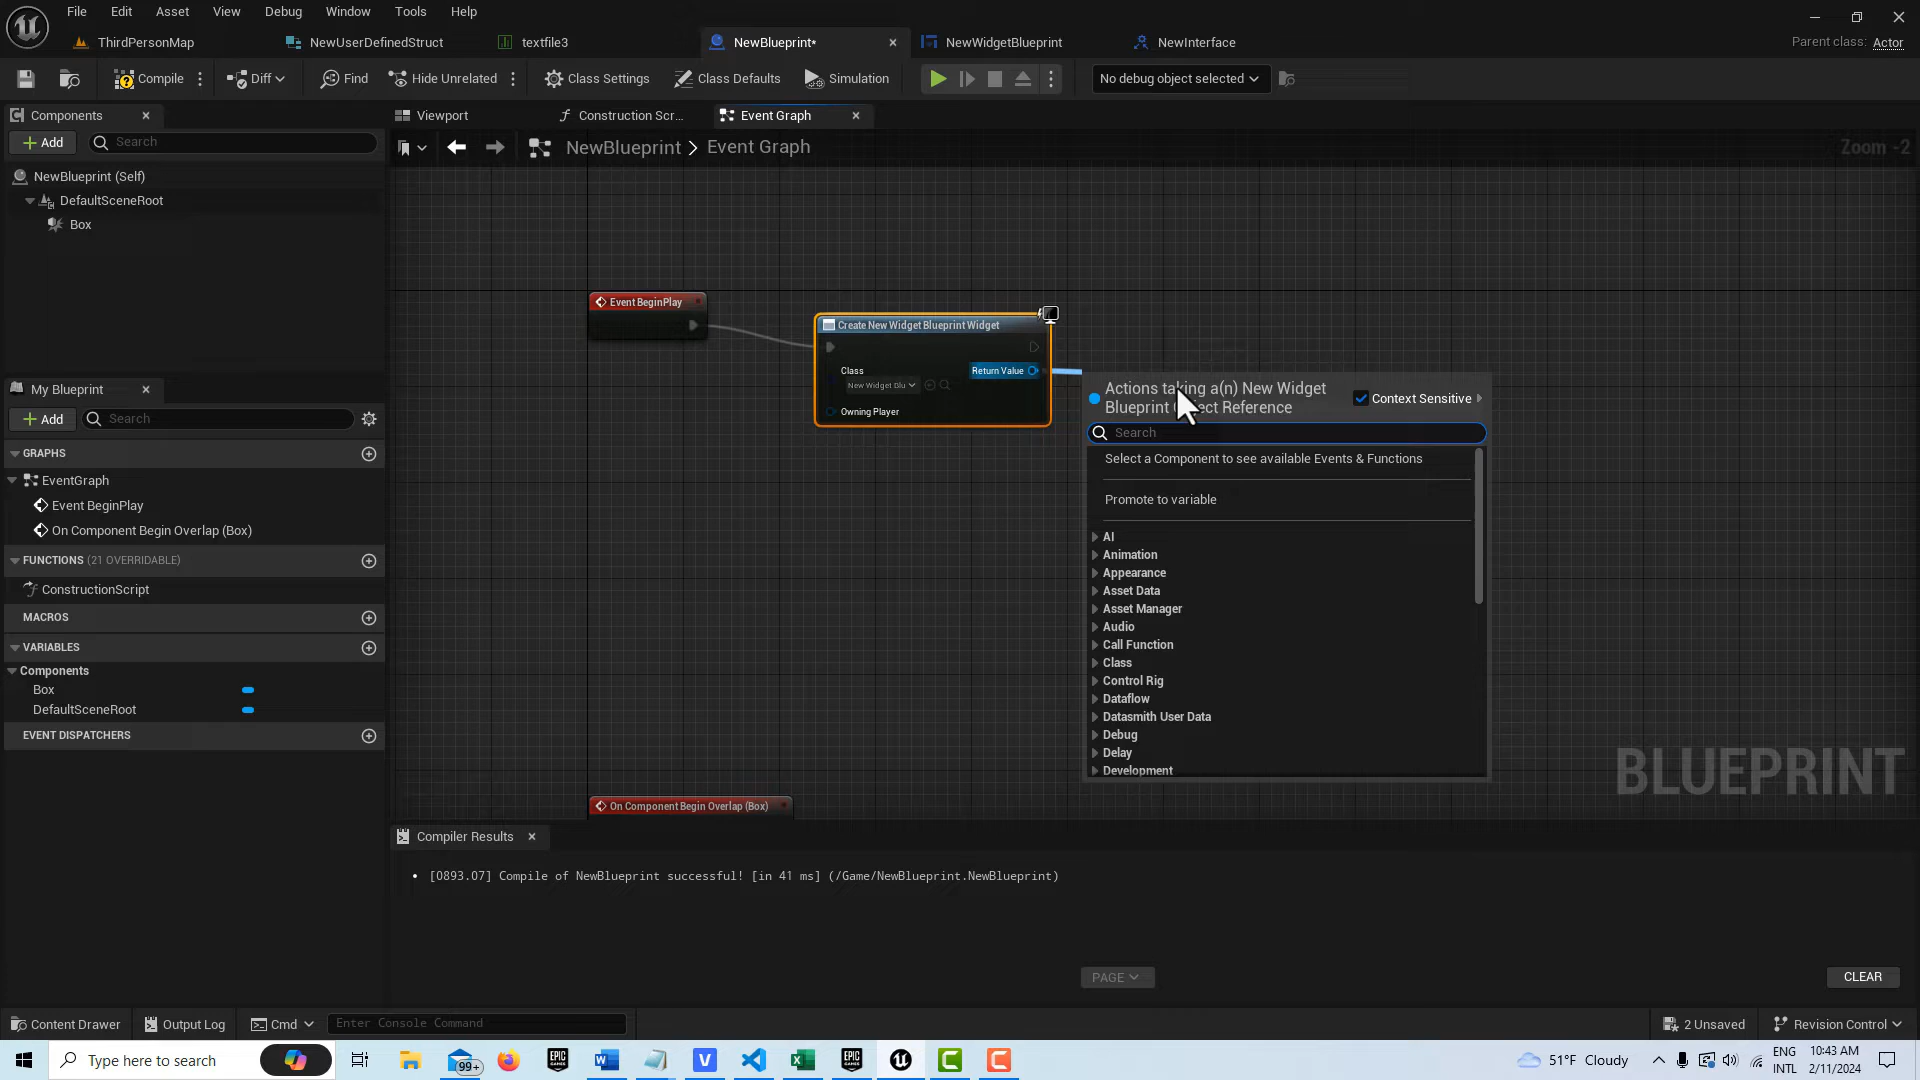 File Edit Asset View Debug Window Tools Help
ThirdPersonMap NewUserDefinedStruct textfile3 NewBlueprint* NewWidgetBlueprint NewInterface Parent class: Actor
Compile Diff Find Hide Unrelated Class Settings Class Defaults Simulation No debug object selected
Components Viewport Construction Scr... Event Graph
Add Search
NewBlueprint > Event Graph Zoom -2
NewBlueprint (Self)
DefaultSceneRoot
Box
Event BeginPlay
Create New Widget Blueprint Widget
Class
New Widget Blu
Return Value
Owning Player
Actions taking a(n) New Widget
Blueprint Object Reference
Context Sensitive
Search
Select a Component to see available Events & Functions
Promote to variable
AI
Animation
Appearance
Asset Data
Asset Manager
Audio
Call Function
Class
Control Rig
Dataflow
Datasmith User Data
Debug
Delay
Development
My Blueprint
Add Search
GRAPHS
EventGraph
Event BeginPlay
On Component Begin Overlap (Box)
FUNCTIONS (21 OVERRIDABLE)
ConstructionScript
MACROS
VARIABLES
Components
Box
DefaultSceneRoot
EVENT DISPATCHERS
BLUEPRINT
On Component Begin Overlap (Box)
Compiler Results
[0893.07] Compile of NewBlueprint successful! [in 41 ms] (/Game/NewBlueprint.NewBlueprint)
PAGE CLEAR
Content Drawer Output Log Cmd Enter Console Command 2 Unsaved Revision Control
Type here to search 99+ 51°F Cloudy ENG INTL 10:43 AM 2/11/2024